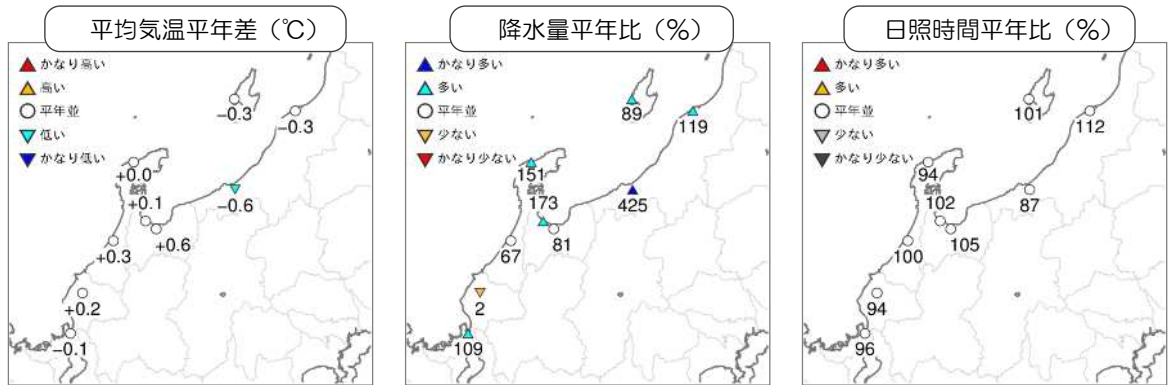 平均気温平年差（℃）
かなり高い
高い
平年並
低い
かなり低い
−0.3
−0.3
+0.0
+0.1
−0.6
+0.6
+0.3
+0.2
−0.1
降水量平年比（%）
かなり多い
多い
平年並
少ない
かなり少ない
89
119
151
173
425
81
67
2
109
日照時間平年比（%）
かなり多い
多い
平年並
少ない
かなり少ない
101
112
94
102
87
105
100
94
96